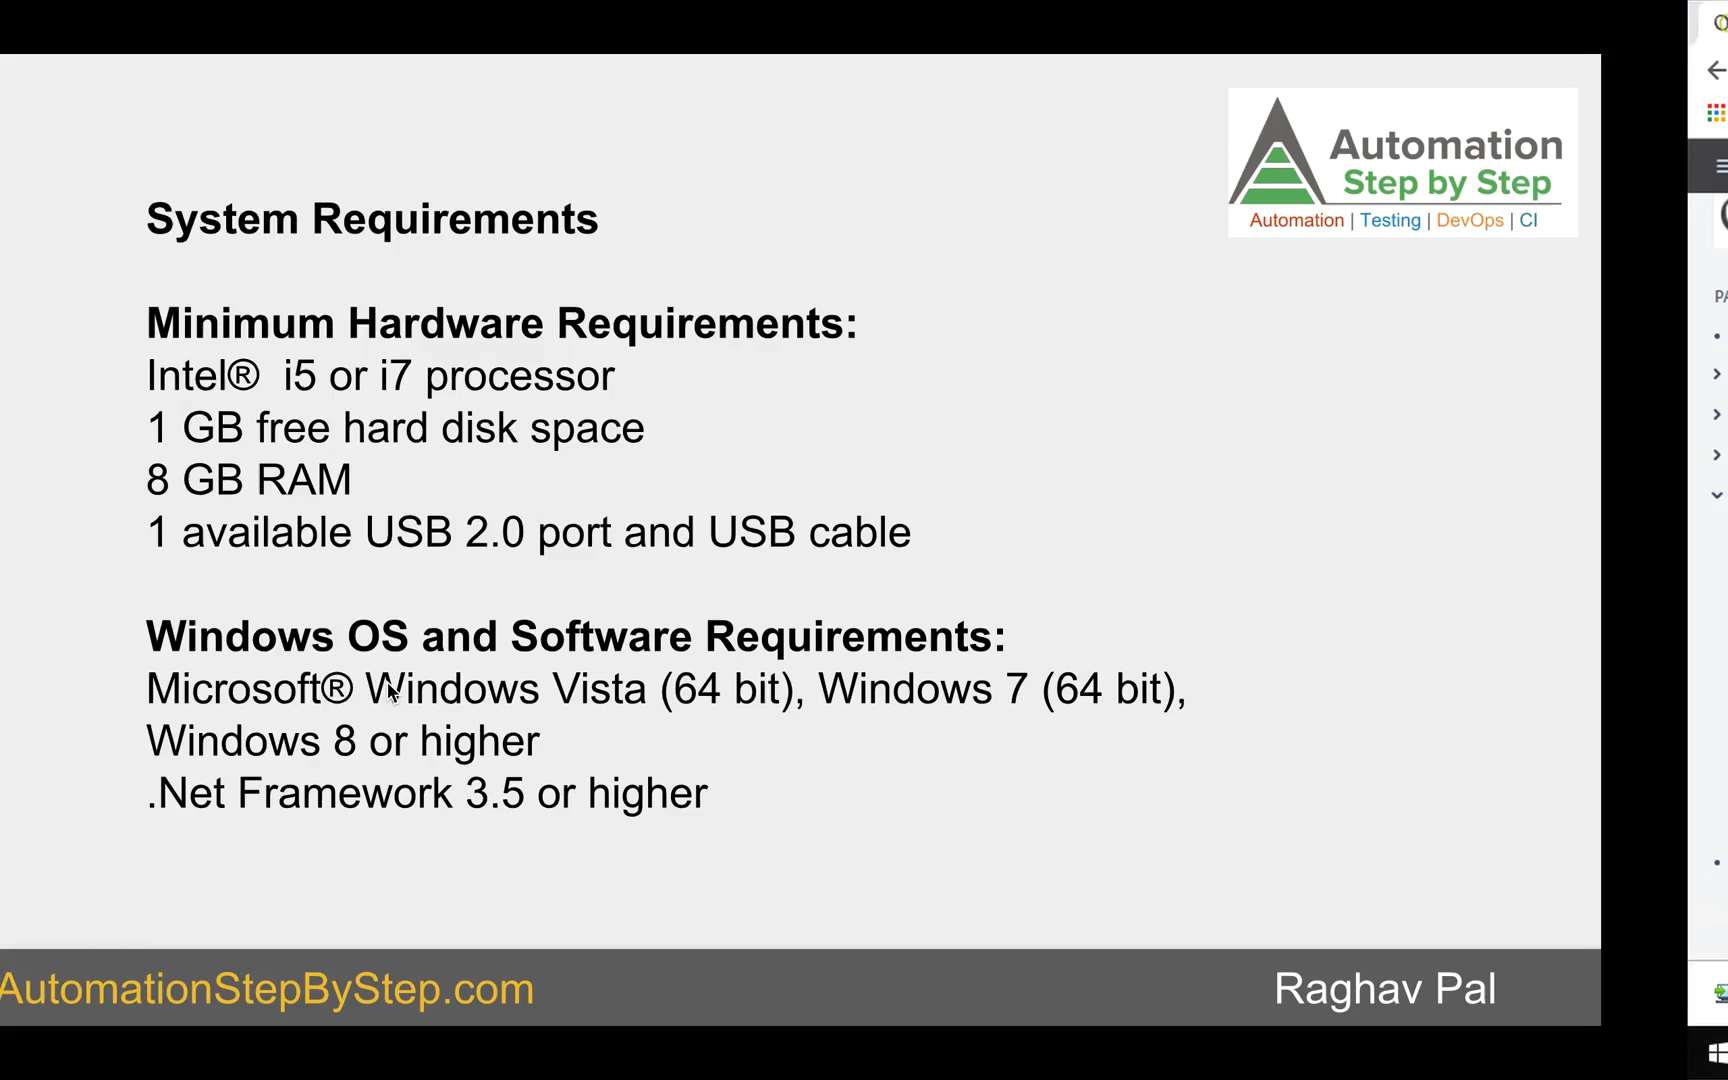 Automation
Step by Step
Automation | Testing | DevOps | CI
System Requirements
Minimum Hardware Requirements:
Intel®  i5 or i7 processor
1 GB free hard disk space
8 GB RAM
1 available USB 2.0 port and USB cable
Windows OS and Software Requirements:
Microsoft® Windows Vista (64 bit), Windows 7 (64 bit),
Windows 8 or higher
.Net Framework 3.5 or higher
AutomationStepByStep.com
Raghav Pal